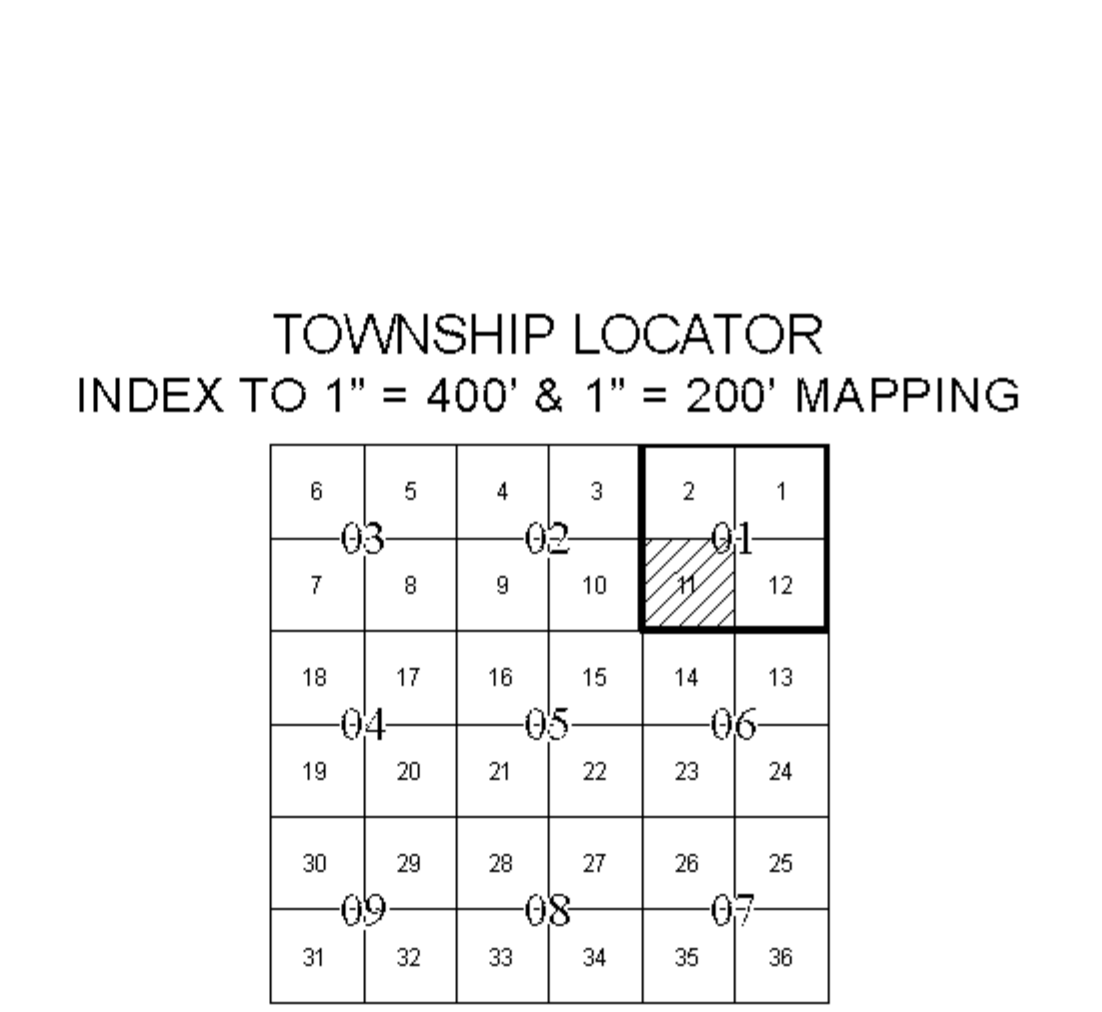 TOWNSHIP LOCATOR
INDEX TO 1” = 400’ & 1” = 200’ MAPPING
6 5 4 3 2 1
03 02 01
7 8 9 10 11 12
18 17 16 15 14 13
04 05 06
19 20 21 22 23 24
30 29 28 27 26 25
09 08 07
31 32 33 34 35 36